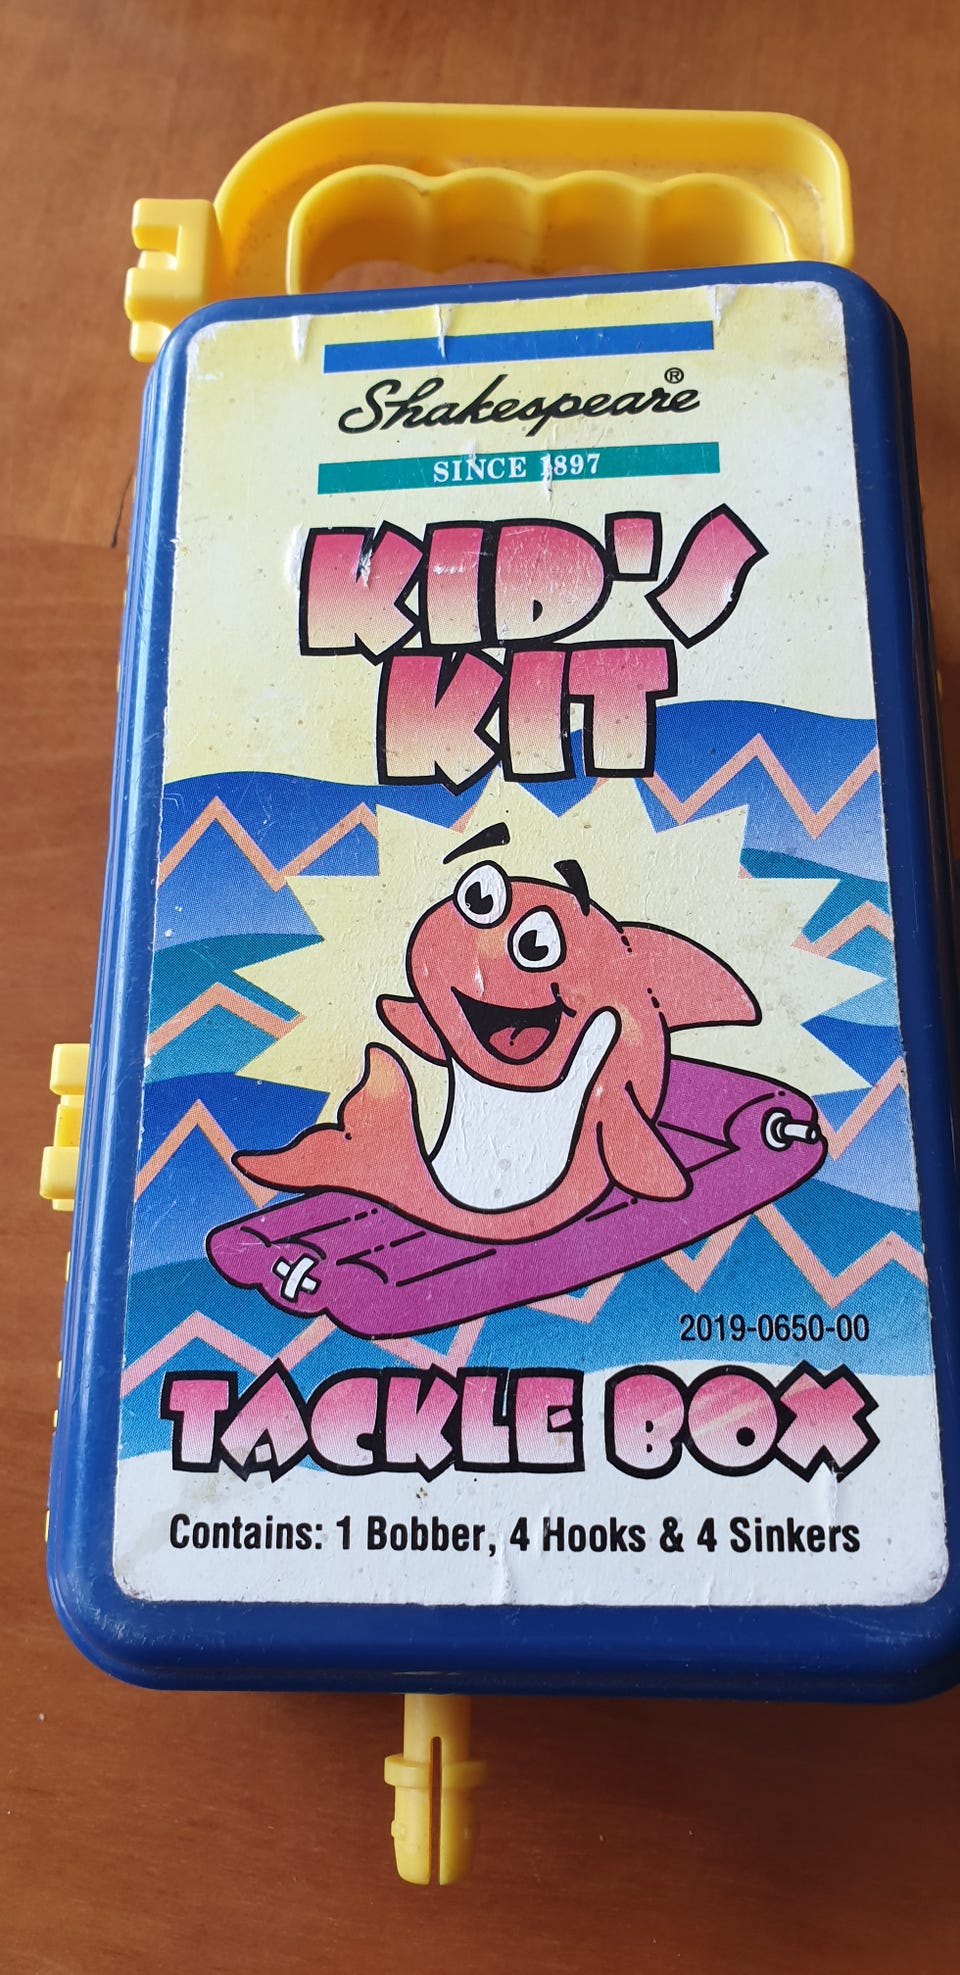 Shakespeare®
SINCE 1897
KID'S
KIT
2019-0650-00
TACKLE BOX
Contains: 1 Bobber, 4 Hooks & 4 Sinkers